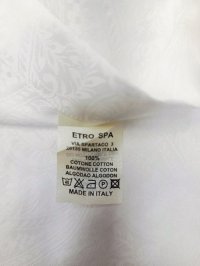 ETRO SPA
VIA SPARTACO 3
20135 MILANO ITALIA
100%
COTONE COTTON
BAUMWOLLE COTON
ALGODAO ALGODON
MADE IN ITALY